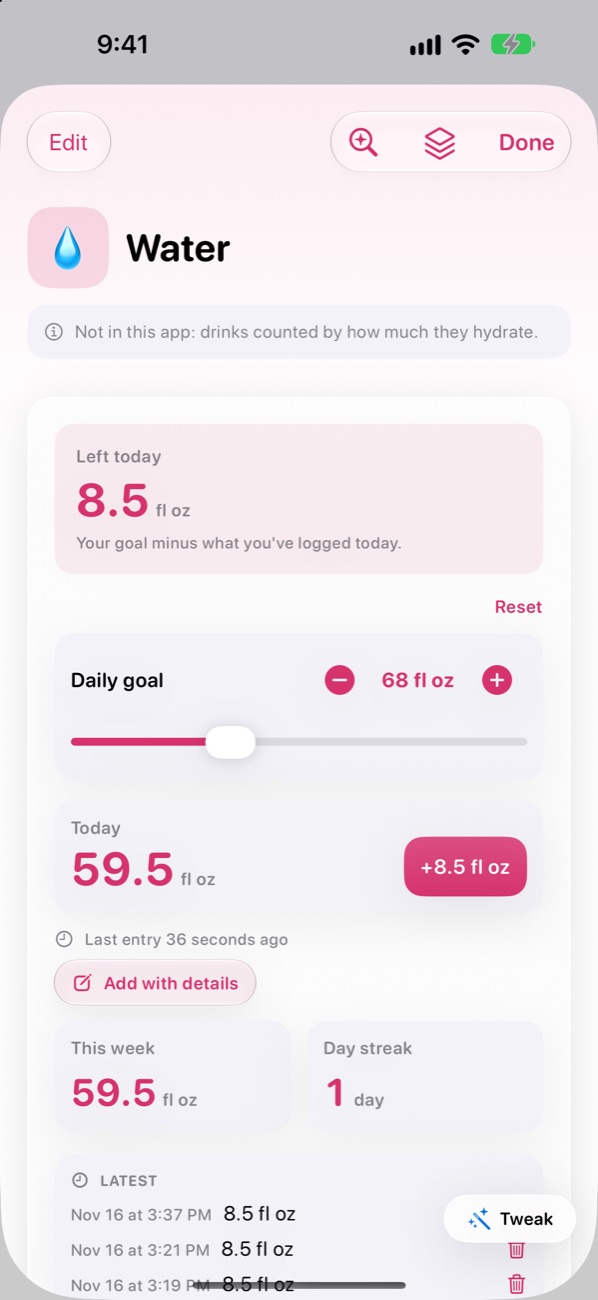 9:41
Edit
Done
Water
Not in this app: drinks counted by how much they hydrate.
Left today
8.5 fl oz
Your goal minus what you've logged today.
Reset
Daily goal
68 fl oz
Today
59.5 fl oz
+8.5 fl oz
Last entry 36 seconds ago
Add with details
This week
59.5 fl oz
Day streak
1 day
LATEST
Nov 16 at 3:37 PM 8.5 fl oz
Tweak
Nov 16 at 3:21 PM 8.5 fl oz
Nov 16 at 3:19 PM 8.5 fl oz